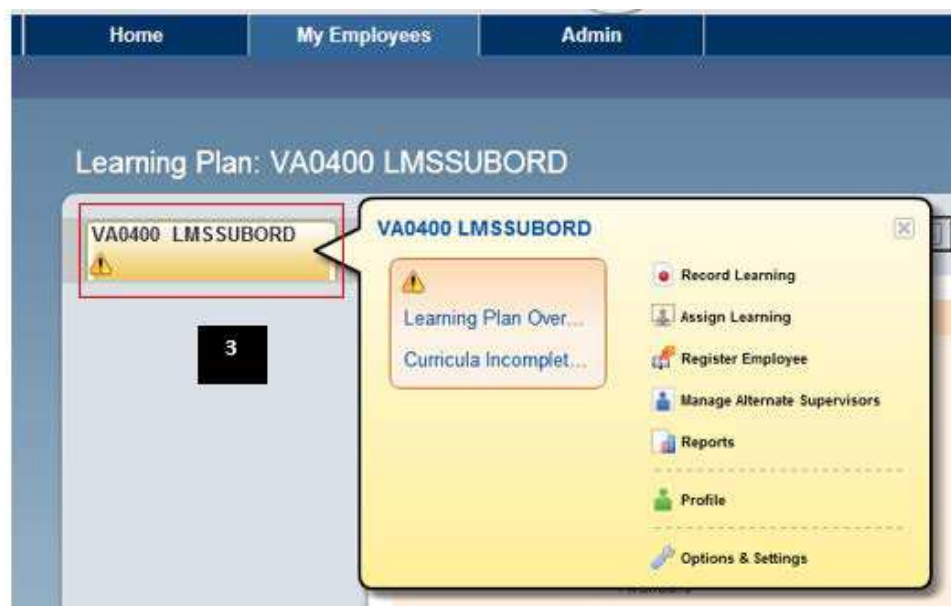 Home My Employees Admin
Learning Plan: VA0400 LMSSUBORD
VA0400 LMSSUBORD
3
VA0400 LMSSUBORD
Learning Plan Over...
Curricula Incomplet...
Record Learning
Assign Learning
Register Employee
Manage Alternate Supervisors
Reports
Profile
Options & Settings